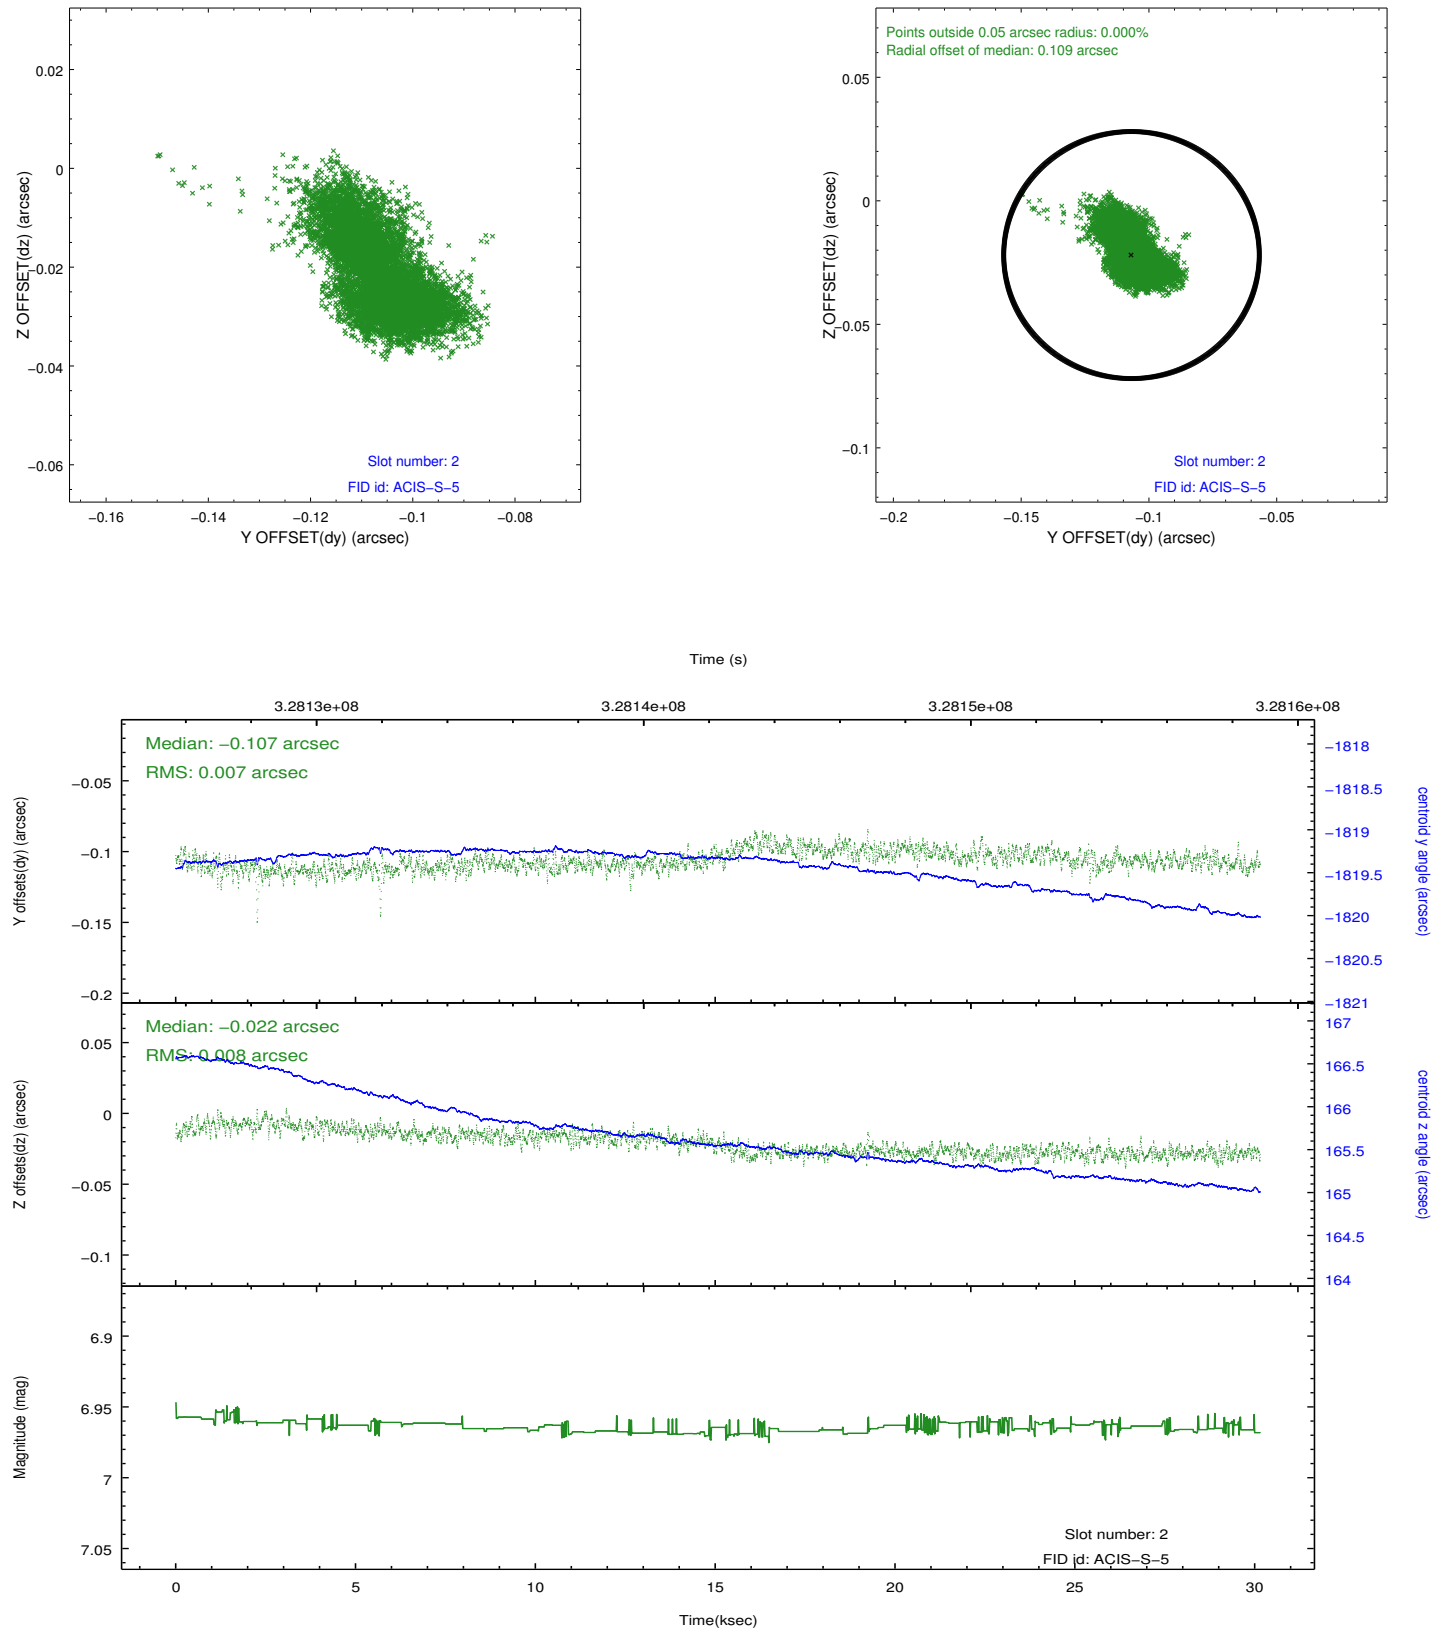 0.02
0
−0.02
−0.04
−0.06
Z OFFSET(dz) (arcsec)
Slot number: 2
FID id: ACIS−S−5
−0.16
−0.14
−0.12
−0.1
−0.08
Y OFFSET(dy) (arcsec)
Points outside 0.05 arcsec radius: 0.000%
Radial offset of median: 0.109 arcsec
0.05
0
−0.05
−0.1
Z OFFSET(dz) (arcsec)
Slot number: 2
FID id: ACIS−S−5
−0.2
−0.15
−0.1
−0.05
Y OFFSET(dy) (arcsec)
Time (s)
3.2813e+08
3.2814e+08
3.2815e+08
3.2816e+08
Median: −0.107 arcsec
RMS: 0.007 arcsec
−0.05
−0.1
−0.15
−0.2
Y offsets(dy) (arcsec)
−1818
−1818.5
−1819
−1819.5
−1820
−1820.5
−1821
centroid y angle (arcsec)
Median: −0.022 arcsec
RMS: 0.008 arcsec
0.05
0
−0.05
−0.1
Z offsets(dz) (arcsec)
167
166.5
166
165.5
165
164.5
164
centroid z angle (arcsec)
6.9
6.95
7
7.05
Magnitude (mag)
Slot number: 2
FID id: ACIS−S−5
0
5
10
15
20
25
30
Time(ksec)